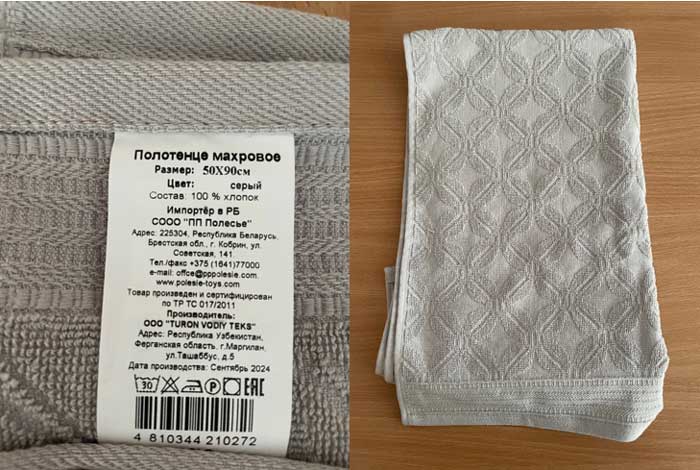 Полотенце махровое
Размер: 50Х90см
Цвет: серый
Состав: 100 % хлопок
Импортёр в РБ
СООО "ПП Полесье"
Адрес: 225304, Республика Беларусь,
Брестская обл., г. Кобрин, ул.
Советская, 141.
Тел./факс +375 (1641)77000
e-mail: offce@pppolesie.com
www.polesie-toys.com
Товар произведен и сертифицирован
по ТР ТС 017/2011
Производитель:
ООО "TURON VODIY TEKS"
Адрес: Республика Узбекистан,
Ферганская область, г.Маргилан,
ул.Ташаббус, д.5
Дата производства: Сентябрь 2024
30 P EAC
4 810344 210272